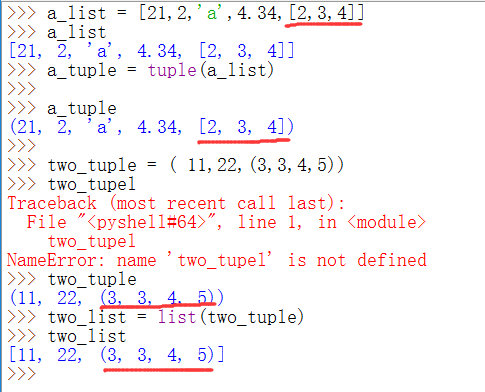 >>> a_list = [21,2,'a',4.34,[2,3,4]]
>>> a_list
[21, 2, 'a', 4.34, [2, 3, 4]]
>>> a_tuple = tuple(a_list)
>>>
>>> a_tuple
(21, 2, 'a', 4.34, [2, 3, 4])
>>>
>>> two_tuple = ( 11,22,(3,3,4,5))
>>> two_tupel
Traceback (most recent call last):
  File "<pyshell#64>", line 1, in <module>
    two_tupel
NameError: name 'two_tupel' is not defined
>>> two_tuple
(11, 22, (3, 3, 4, 5))
>>> two_list = list(two_tuple)
>>> two_list
[11, 22, (3, 3, 4, 5)]
>>>